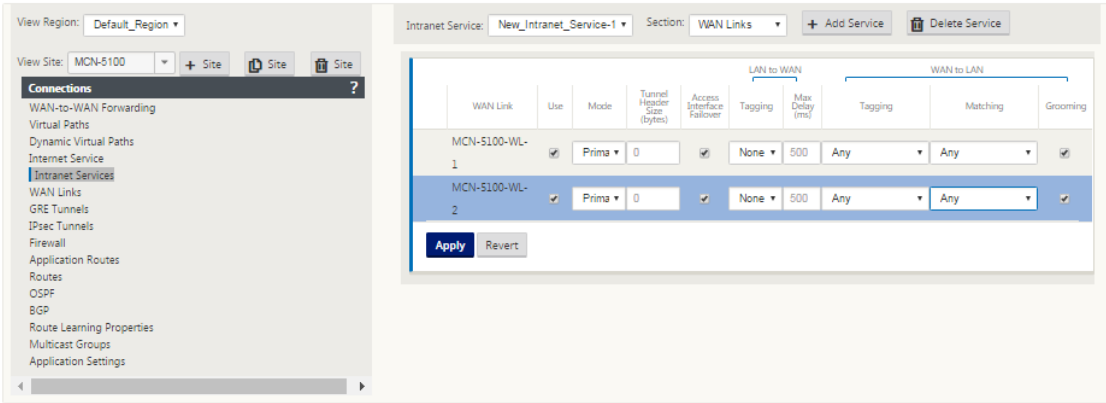 View Region: Default_Region
View Site: MCN-5100 + Site Site Site
Connections ?
WAN-to-WAN Forwarding
Virtual Paths
Dynamic Virtual Paths
Internet Service
Intranet Services
WAN Links
GRE Tunnels
IPsec Tunnels
Firewall
Application Routes
Routes
OSPF
BGP
Route Learning Properties
Multicast Groups
Application Settings
Intranet Service: New_Intranet_Service-1 Section: WAN Links + Add Service Delete Service
LAN to WAN WAN to LAN
WAN Link Use Mode Tunnel Header Size (bytes) Access Interface Failover Tagging Max Delay (ms) Tagging Matching Grooming
MCN-5100-WL-
1 Prima 0 None 500 Any Any
MCN-5100-WL-
2 Prima 0 None 500 Any Any
Apply Revert